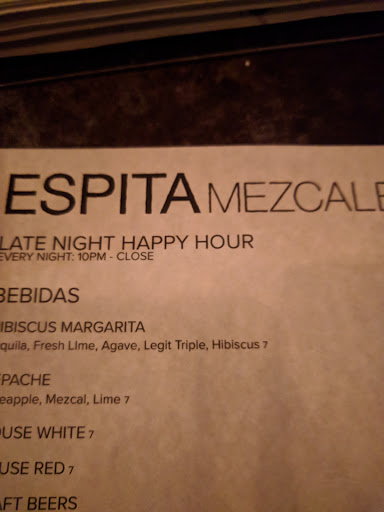 ESPITA MEZCALE
LATE NIGHT HAPPY HOUR
EVERY NIGHT: 10PM - CLOSE
BEBIDAS
IBISCUS MARGARITA
quila, Fresh LIme, Agave, Legit Triple, Hibiscus 7
PACHE
eapple, Mezcal, Lime 7
USE WHITE 7
USE RED 7
AFT BEERS